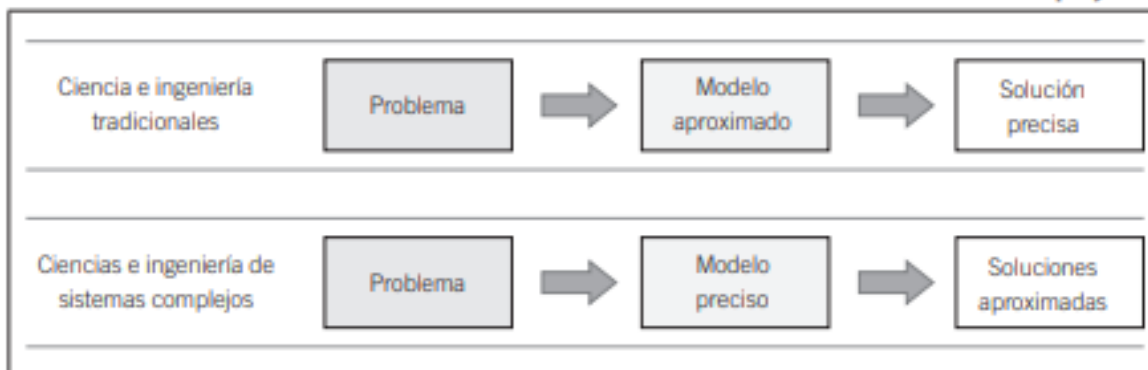 Ciencia e ingeniería
tradicionales
Problema
Modelo
aproximado
Solución
precisa
Ciencias e ingeniería de
sistemas complejos
Problema
Modelo
preciso
Soluciones
aproximadas